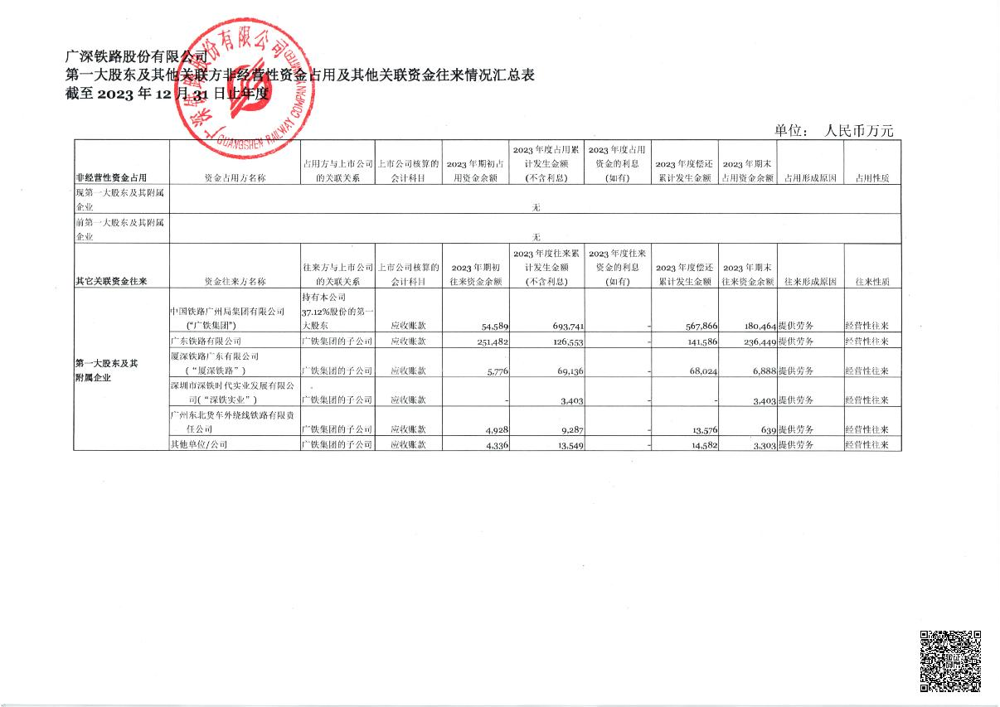 广深铁路股份有限公司
第一大股东及其他关联方非经营性资金占用及其他关联资金往来情况汇总表
截至 2023 年 12 月 31 日止年度
广深铁路股份有限公司
GUANGSHEN RAILWAY COMPANY
单位： 人民币万元
非经营性资金占用 资金占用方名称 占用方与上市公司的关联关系 上市公司核算的会计科目 2023 年期初占用资金余额 2023 年度占用累计发生金额(不含利息) 2023 年度占用资金的利息(如有) 2023 年度偿还累计发生金额 2023 年期末占用资金余额 占用形成原因 占用性质
现第一大股东及其附属企业 无
前第一大股东及其附属企业 无
其它关联资金往来 资金往来方名称 往来方与上市公司的关联关系 上市公司核算的会计科目 2023 年期初往来资金余额 2023 年度往来累计发生金额(不含利息) 2023 年度往来资金的利息(如有) 2023 年度偿还累计发生金额 2023 年期末往来资金余额 往来形成原因 往来性质
第一大股东及其附属企业
中国铁路广州局集团有限公司(“广铁集团”) 持有本公司37.12%股份的第一大股东 应收账款 54,589 693,741 - 567,866 180,464 提供劳务 经营性往来
广东铁路有限公司 广铁集团的子公司 应收账款 251,482 126,553 - 141,586 236,449 提供劳务 经营性往来
厦深铁路广东有限公司(“厦深铁路”) 广铁集团的子公司 应收账款 5,776 69,136 - 68,024 6,888 提供劳务 经营性往来
深圳市深铁时代实业发展有限公司(“深铁实业”) 广铁集团的子公司 应收账款 - 3,403 - - 3,403 提供劳务 经营性往来
广州东北货车外绕线铁路有限责任公司 广铁集团的子公司 应收账款 4,928 9,287 - 13,576 639 提供劳务 经营性往来
其他单位/公司 广铁集团的子公司 应收账款 4,336 13,549 - 14,582 3,303 提供劳务 经营性往来